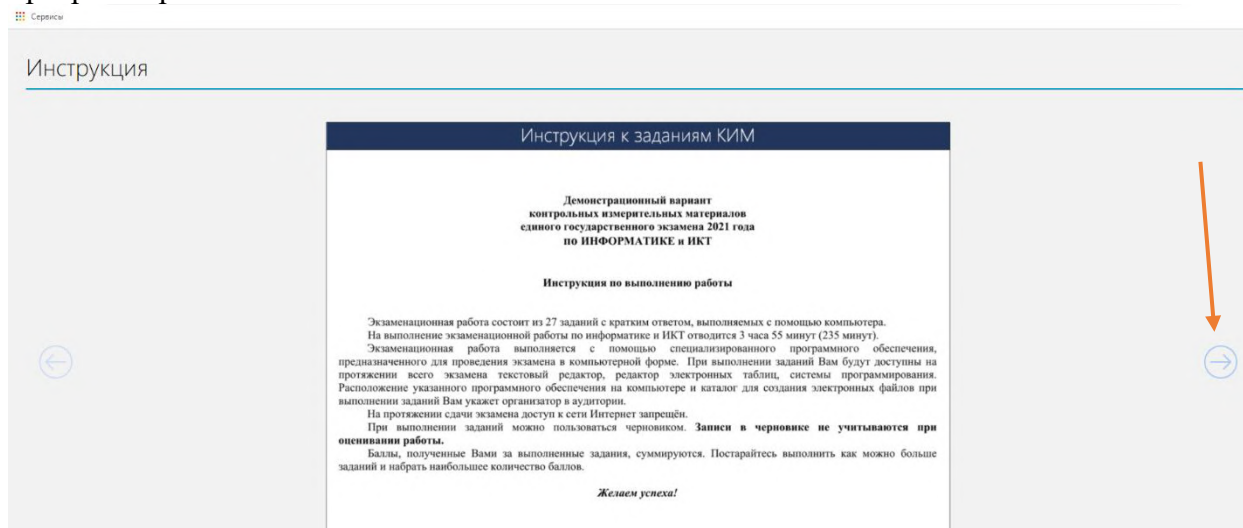 Сервисы
Инструкция
Инструкция к заданиям КИМ
Демонстрационный вариант
контрольных измерительных материалов
единого государственного экзамена 2021 года
по ИНФОРМАТИКЕ и ИКТ
Инструкция по выполнению работы
Экзаменационная работа состоит из 27 заданий с кратким ответом, выполняемых с помощью компьютера.
На выполнение экзаменационной работы по информатике и ИКТ отводится 3 часа 55 минут (235 минут).
Экзаменационная работа выполняется с помощью специализированного программного обеспечения,
предназначенного для проведения экзамена в компьютерной форме. При выполнении заданий Вам будут доступны на
протяжении всего экзамена текстовый редактор, редактор электронных таблиц, системы программирования.
Расположение указанного программного обеспечения на компьютере и каталог для создания электронных файлов при
выполнении заданий Вам укажет организатор в аудитории.
На протяжении сдачи экзамена доступ к сети Интернет запрещён.
При выполнении заданий можно пользоваться черновиком. Записи в черновике не учитываются при
оценивании работы.
Баллы, полученные Вами за выполненные задания, суммируются. Постарайтесь выполнить как можно больше
заданий и набрать наибольшее количество баллов.
Желаем успеха!